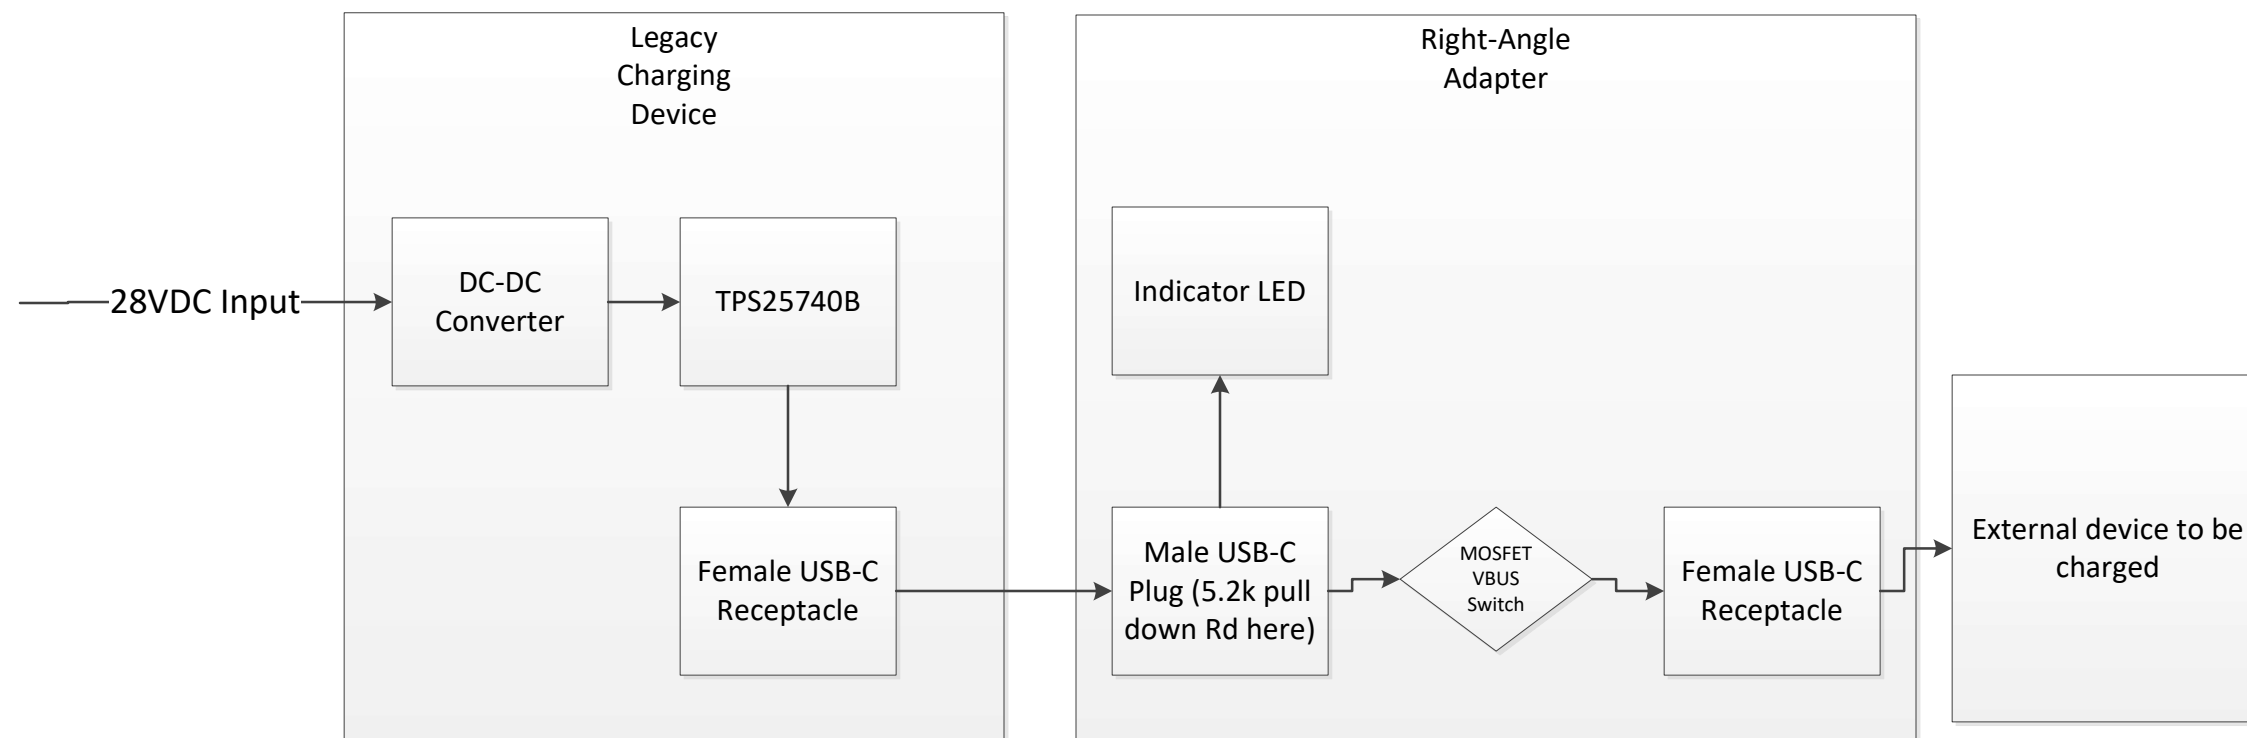 Legacy
Charging
Device
Right-Angle
Adapter
28VDC Input
DC-DC
Converter
TPS25740B
Indicator LED
Female USB-C
Receptacle
Male USB-C
Plug (5.2k pull
down Rd here)
MOSFET
VBUS
Switch
Female USB-C
Receptacle
External device to be
charged